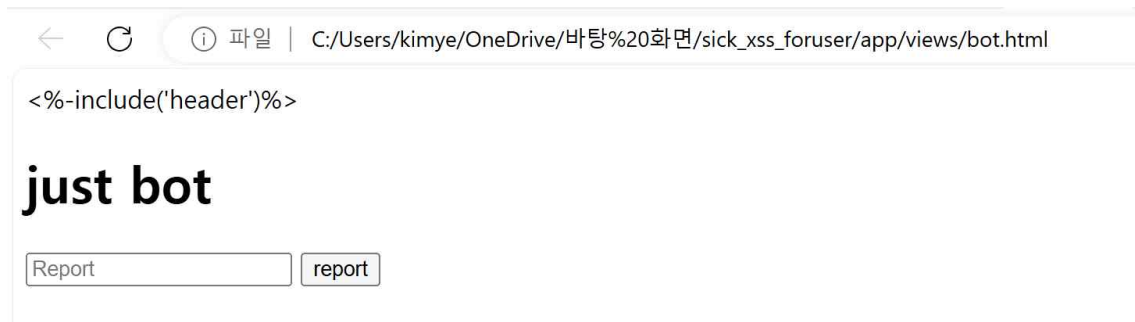 파일 | C:/Users/kimye/OneDrive/바탕%20화면/sick_xss_foruser/app/views/bot.html
<%-include('header')%>
just bot
Report report